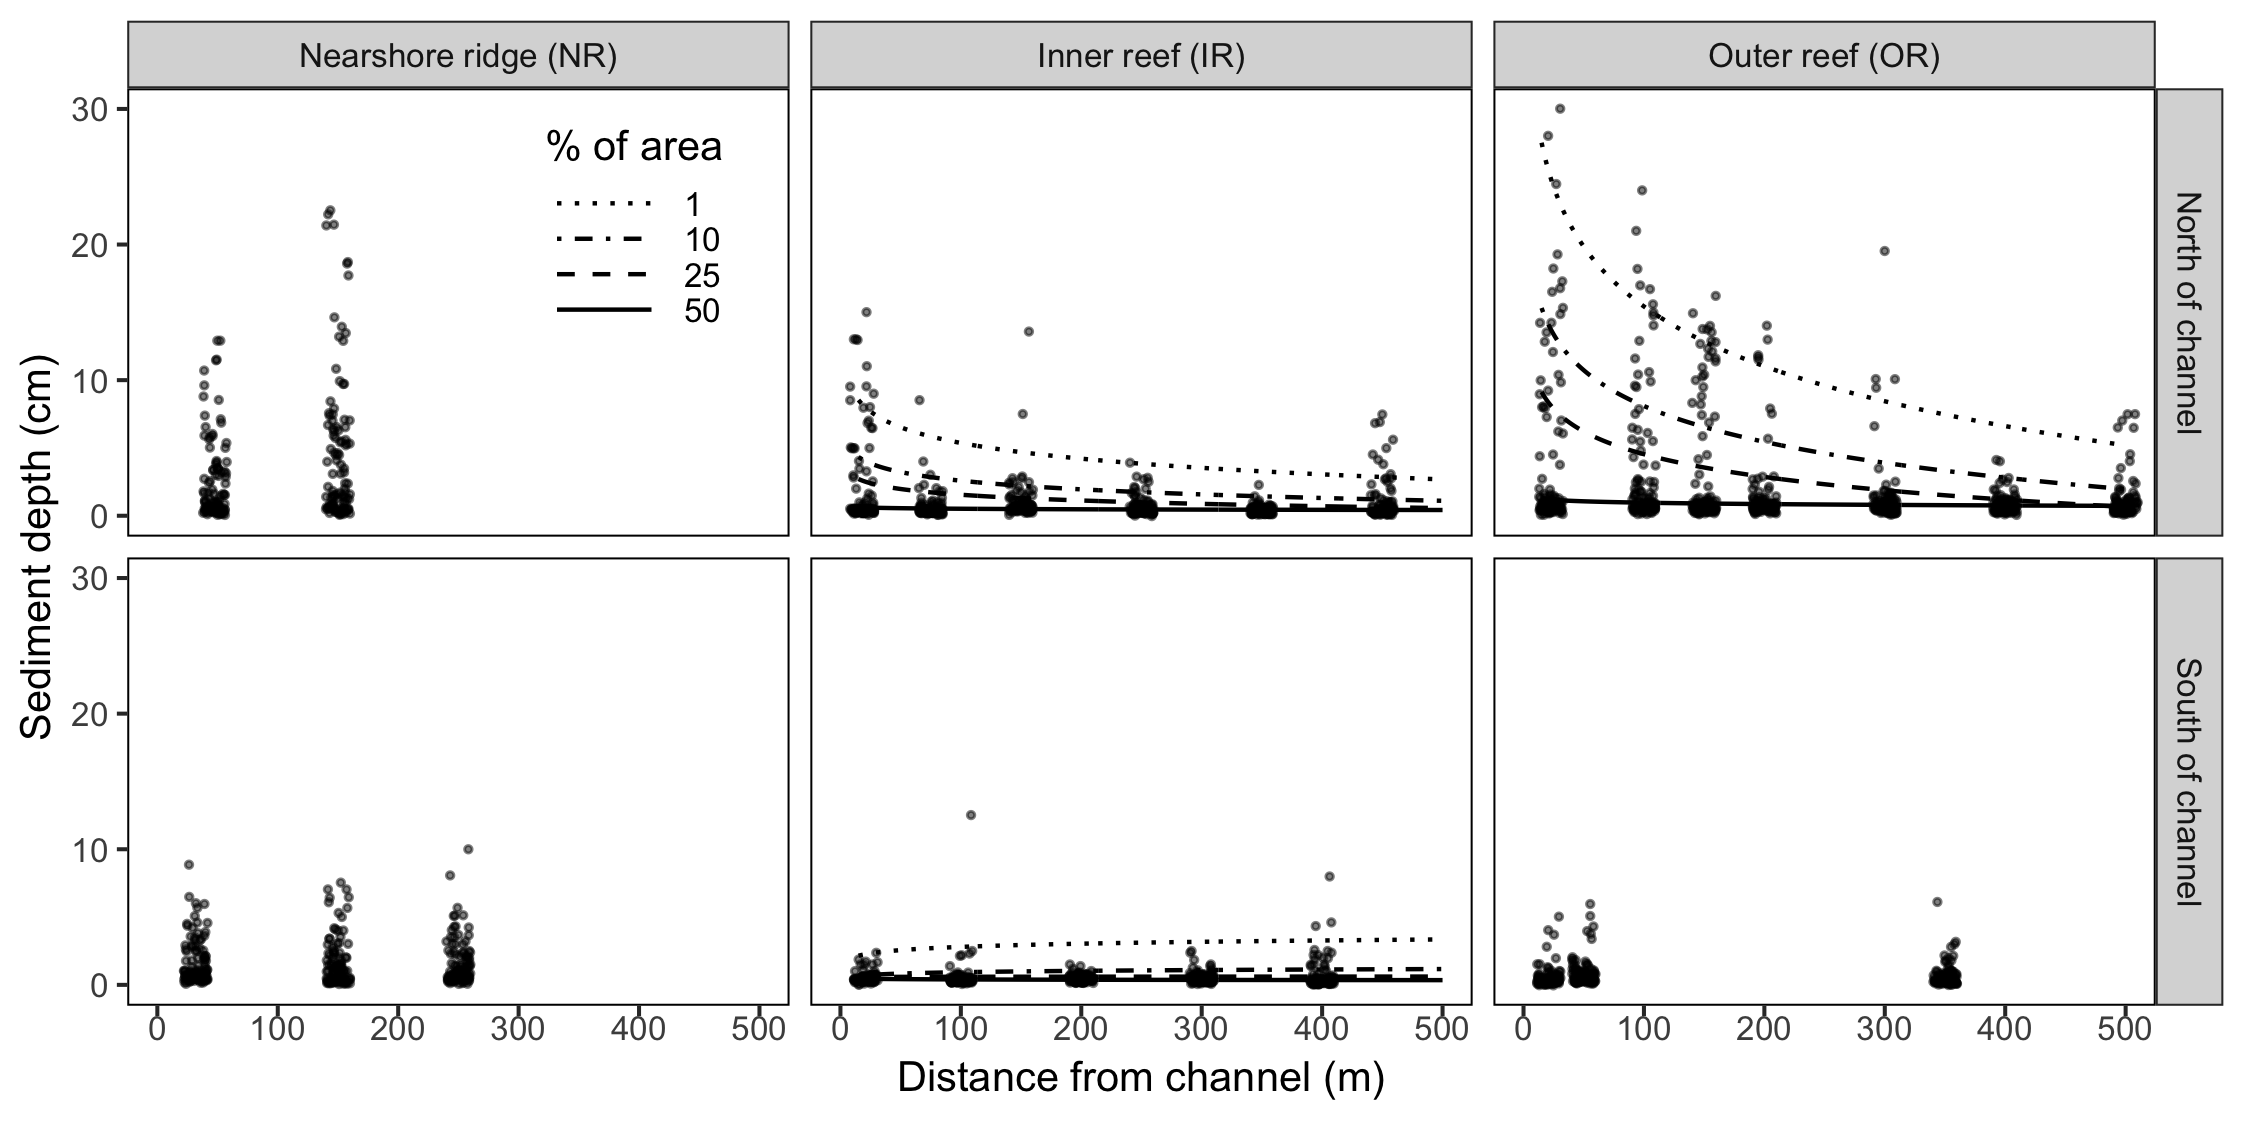 Nearshore ridge (NR)
Inner reef (IR)
Outer reef (OR)
30
20
10
0
% of area
1
10
25
50
North of channel
Sediment depth (cm)
30
20
10
0
South of channel
0 100 200 300 400 500
0 100 200 300 400 500
0 100 200 300 400 500
Distance from channel (m)